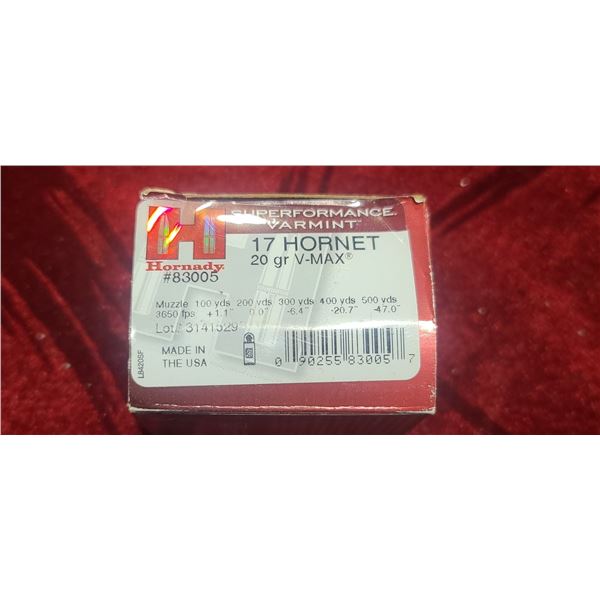 SUPERFORMANCE
VARMINT™
17 HORNET
20 gr V-MAX®
Hornady
#83005
Muzzle 100 yds 200 yds 300 yds 400 yds 500 yds
3650 fps +1.1" 0.0" -6.4" -20.7" -47.0"
Lot: 3141529
MADE IN
THE USA
0 90255 83005 7
L8420SF